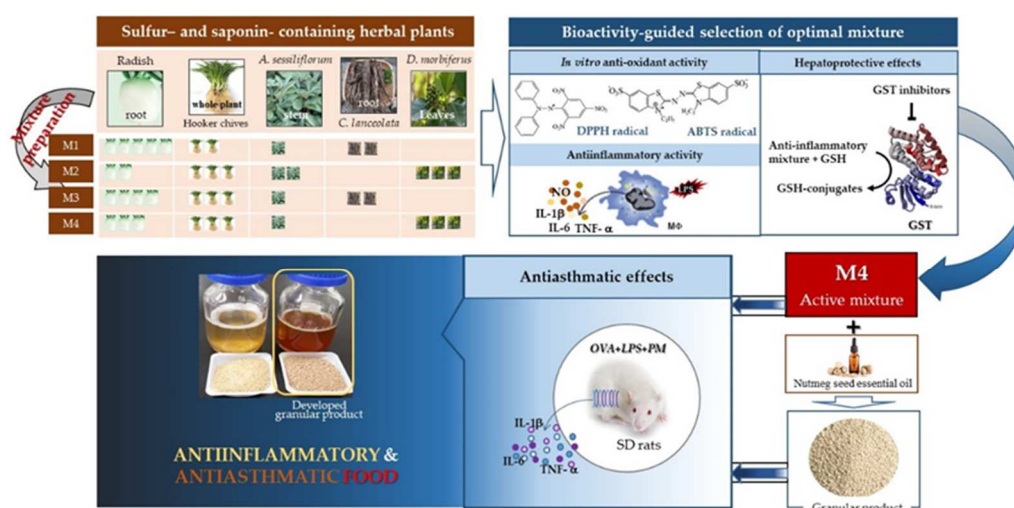 Sulfur– and saponin- containing herbal plants
Radish
root
whole-plant
Hooker chives
A. sessiliflorum
stem
root
C. lanceolata
D. morbiferus
Leaves
Mixture
preparation
M1
M2
M3
M4
Bioactivity-guided selection of optimal mixture
In vitro anti-oxidant activity
DPPH radical
ABTS radical
Antiinflammatory activity
NO
IL-1β
IL-6
TNF- α
LPS
MΦ
Hepatoprotective effects
GST inhibitors
Anti-inflammatory
mixture + GSH
GSH-conjugates
GST
M4
Active mixture
+
Nutmeg seed essential oil
Granular product
Antiasthmatic effects
OVA+LPS+PM
SD rats
IL-1β
IL-6
TNF- α
Developed
granular product
ANTIINFLAMMATORY &
ANTIASTHMATIC FOOD